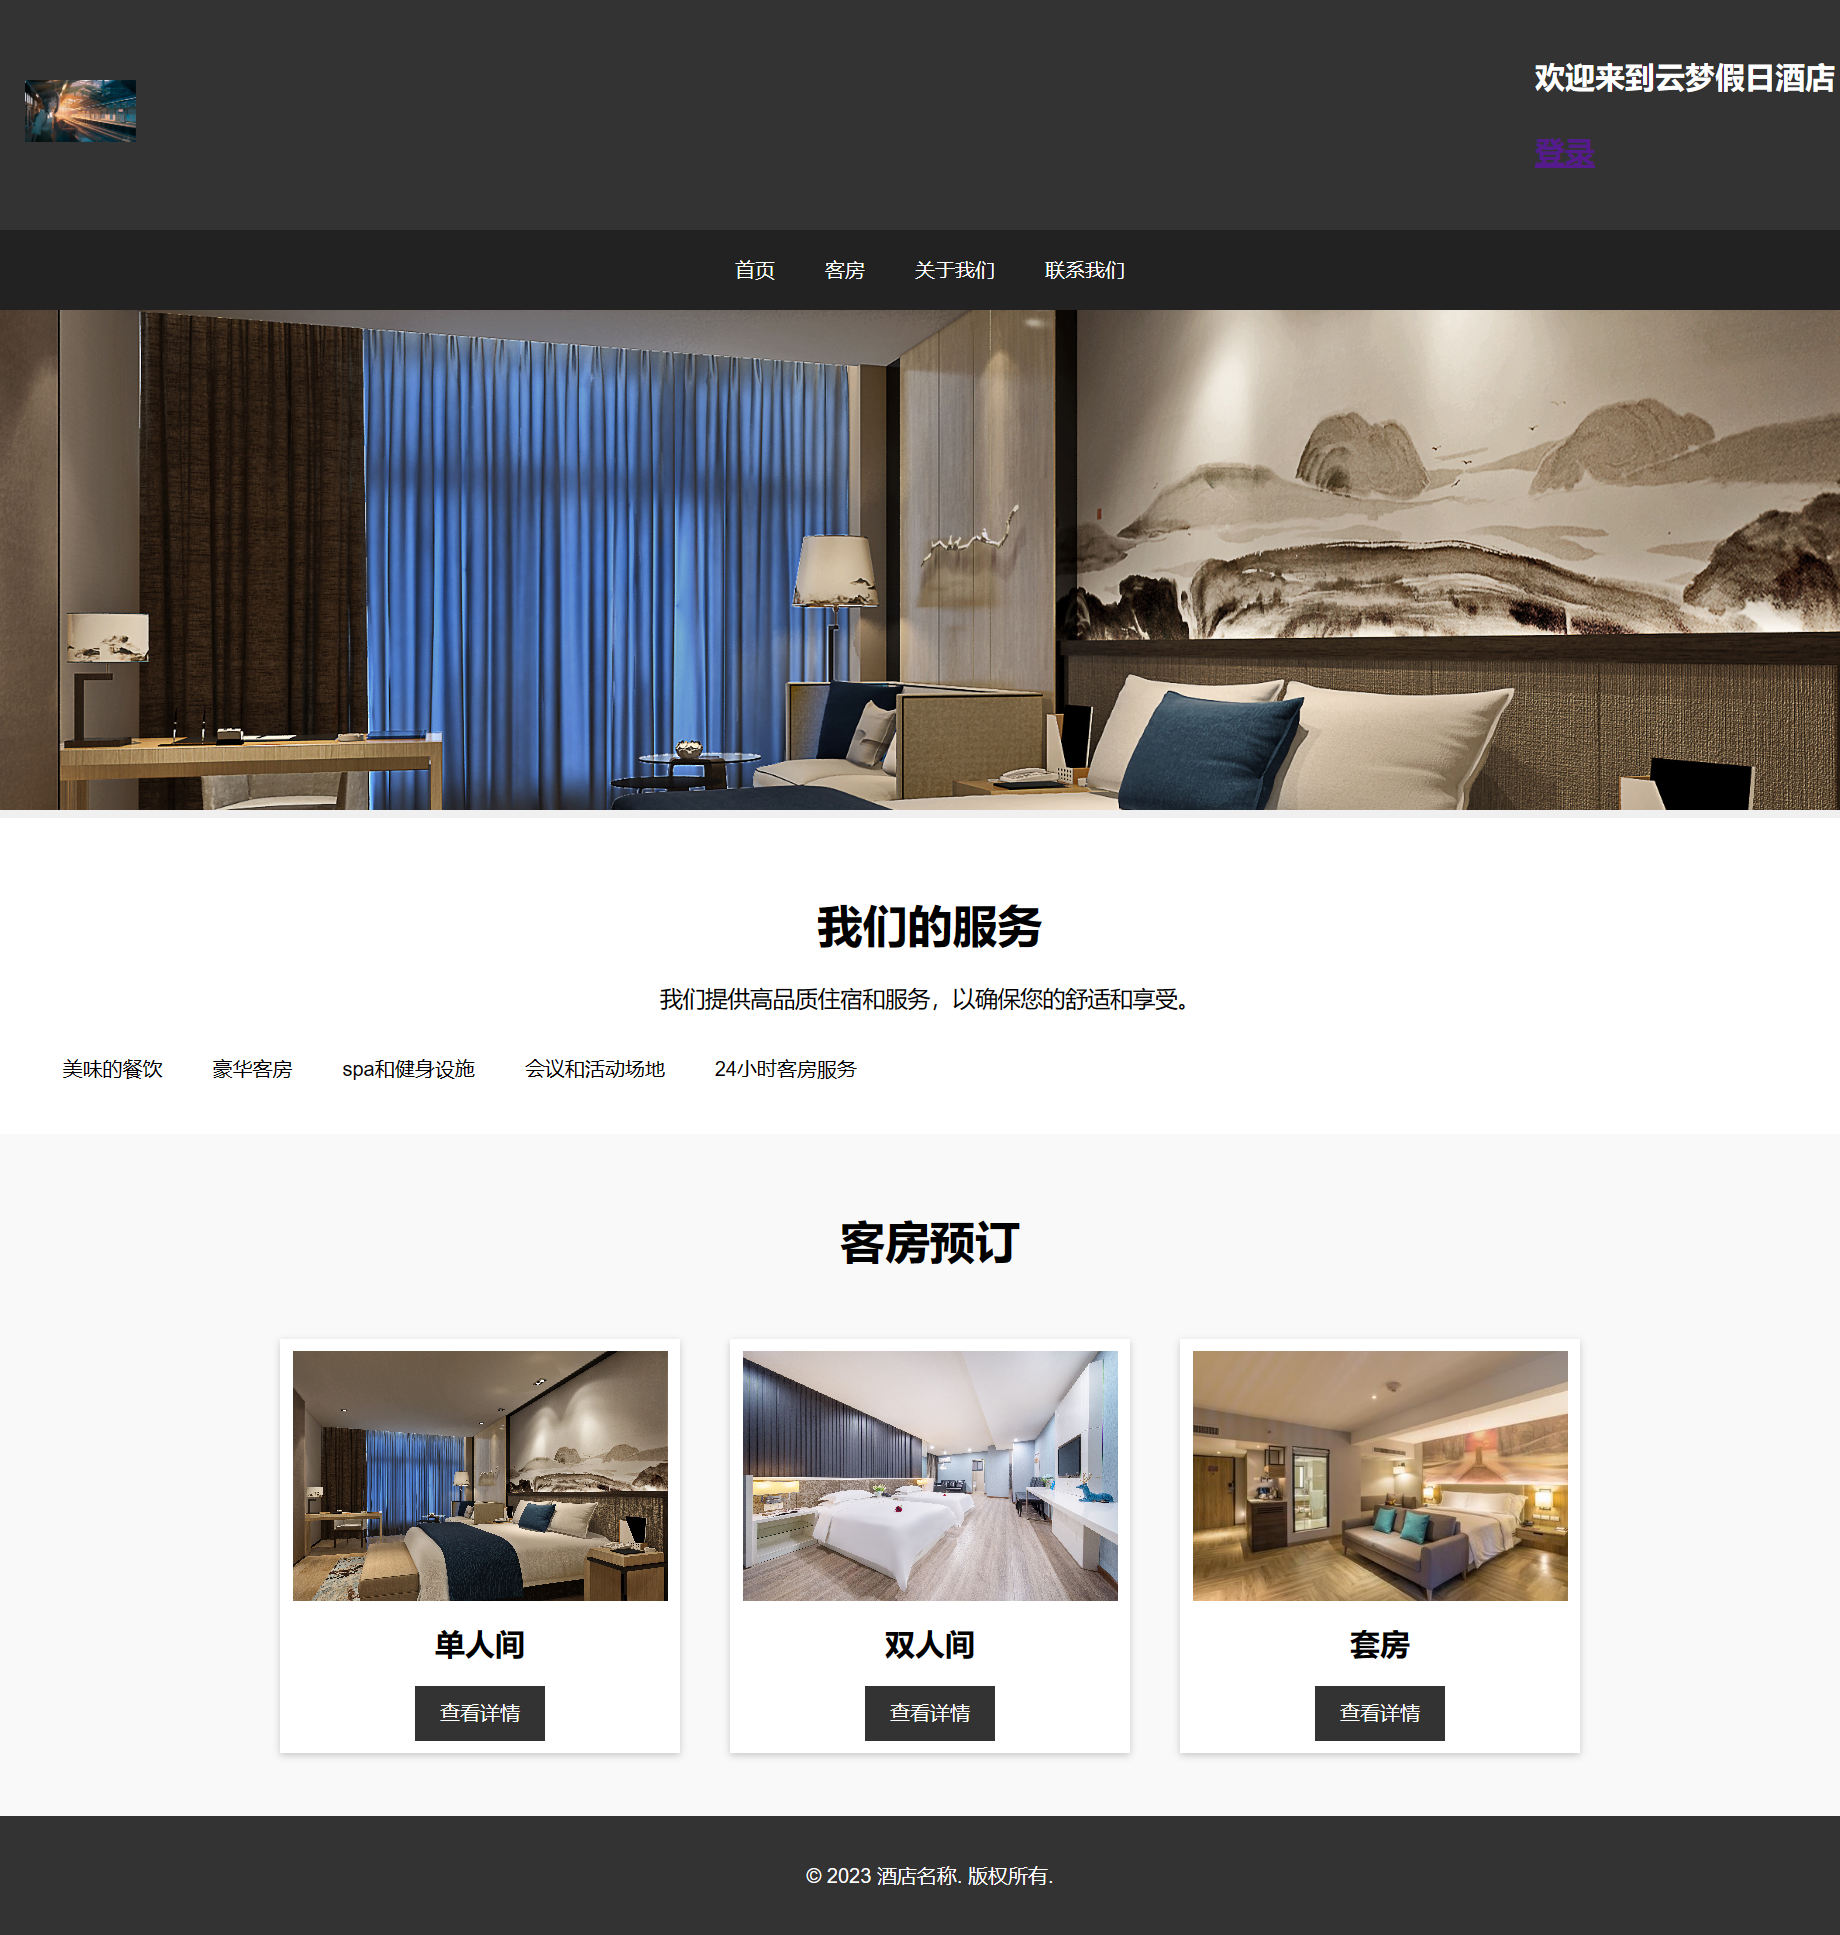 欢迎来到云梦假日酒店
登录
首页 客房 关于我们 联系我们
我们的服务
我们提供高品质住宿和服务，以确保您的舒适和享受。
美味的餐饮 豪华客房 spa和健身设施 会议和活动场地 24小时客房服务
客房预订
单人间 双人间 套房
查看详情 查看详情 查看详情
© 2023 酒店名称. 版权所有.